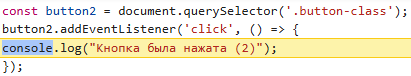 const button2 = document.querySelector('.button-class');
button2.addEventListener('click', () => {
console.log("Кнопка была нажата (2)");
});